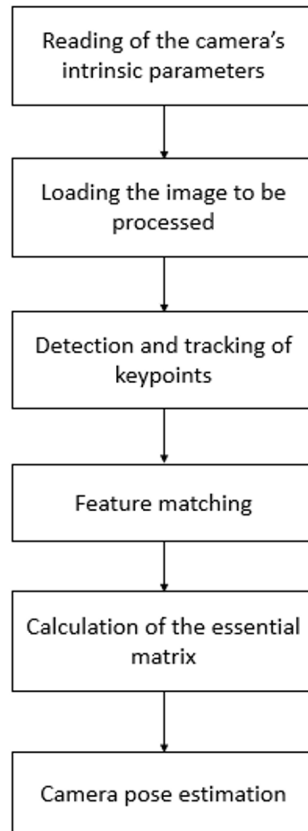 Reading of the camera's
intrinsic parameters
Loading the image to be
processed
Detection and tracking of
keypoints
Feature matching
Calculation of the essential
matrix
Camera pose estimation